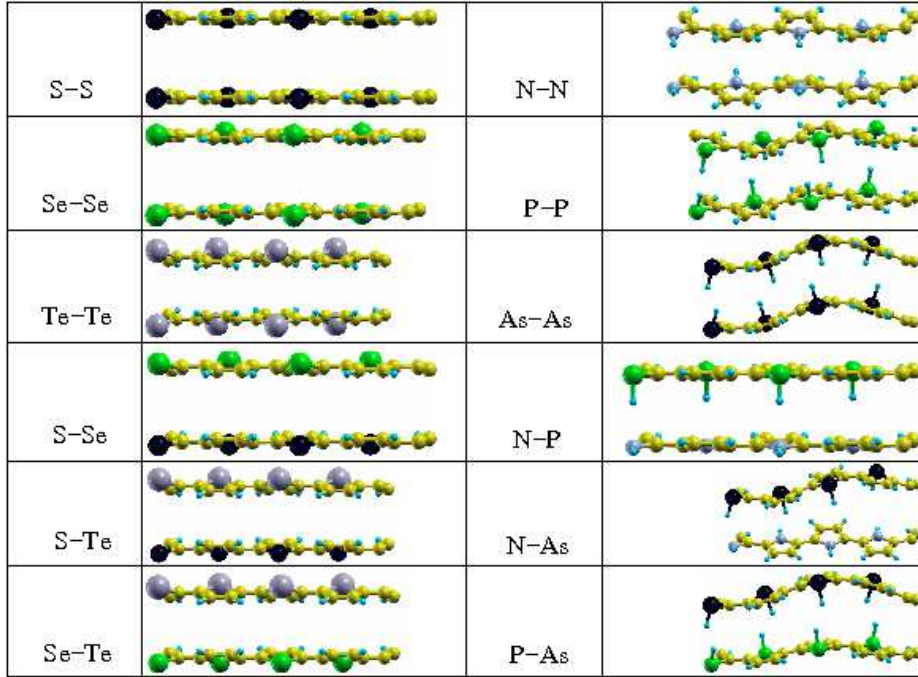 S-S
N-N
Se-Se
P-P
Te-Te
As-As
S-Se
N-P
S-Te
N-As
Se-Te
P-As